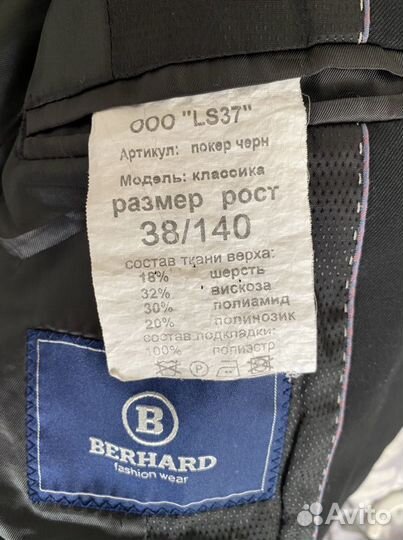 ООО "LS37"
Артикул: покер черн
Модель: классика
размер рост
38/140
состав ткани верха:
18% шерсть
32% вискоза
30% полиамид
20% полинозик
состав подкладки:
100% полиэстр
B
BERHARD
fashion wear
Avito